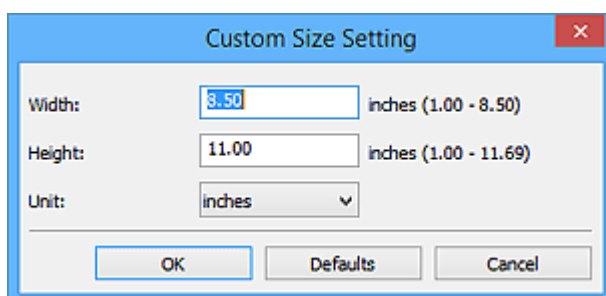 Custom Size Setting
Width: 8.50 inches (1.00 - 8.50)
Height: 11.00 inches (1.00 - 11.69)
Unit: inches
OK Defaults Cancel